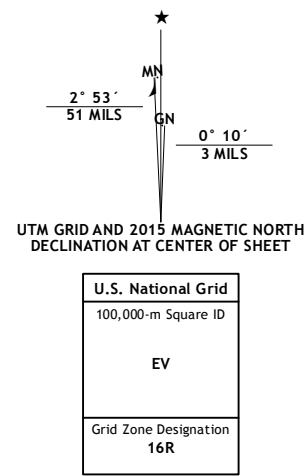 MN
2° 53´
51 MILS
GN
0° 10´
3 MILS
UTM GRID AND 2015 MAGNETIC NORTH
DECLINATION AT CENTER OF SHEET
U.S. National Grid
100,000-m Square ID
EV
Grid Zone Designation
16R